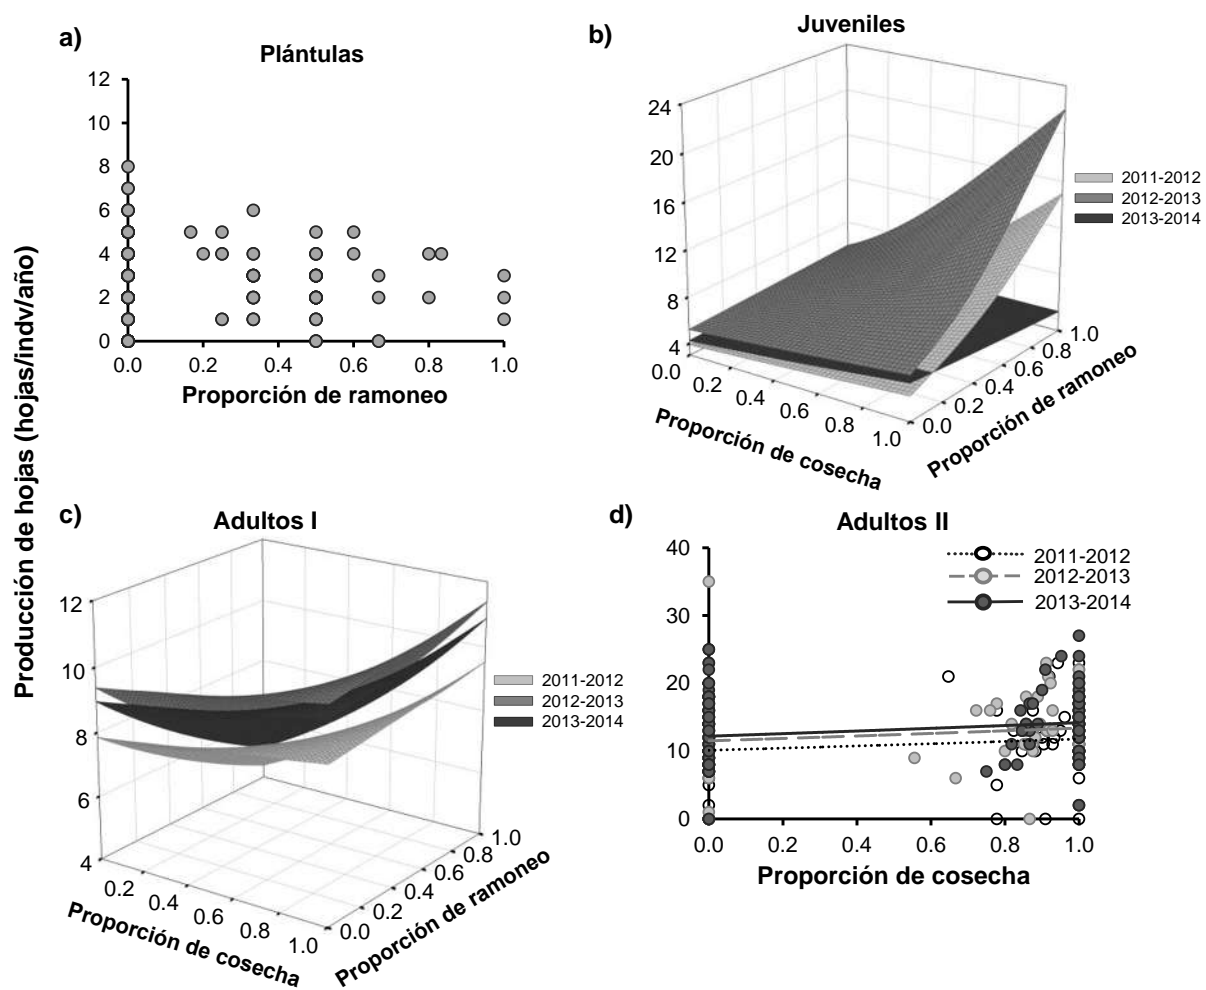 Producción de hojas (hojas/indv/año)
a)
Plántulas
12
10
8
6
4
2
0
0.0 0.2 0.4 0.6 0.8 1.0
Proporción de ramoneo
b)
Juveniles
24
20
16
12
8
4
0.0 0.2 0.4 0.6 0.8 1.0
Proporción de cosecha
0.0 0.2 0.4 0.6 0.8 1.0
Proporción de ramoneo
2011-2012
2012-2013
2013-2014
c)
Adultos I
12
10
8
6
4
0.2 0.4 0.6 0.8 1.0
Proporción de cosecha
0.0 0.2 0.4 0.6 0.8 1.0
Proporción de ramoneo
2011-2012
2012-2013
2013-2014
d)
Adultos II
40
30
20
10
0
0.0 0.2 0.4 0.6 0.8 1.0
Proporción de cosecha
2011-2012
2012-2013
2013-2014